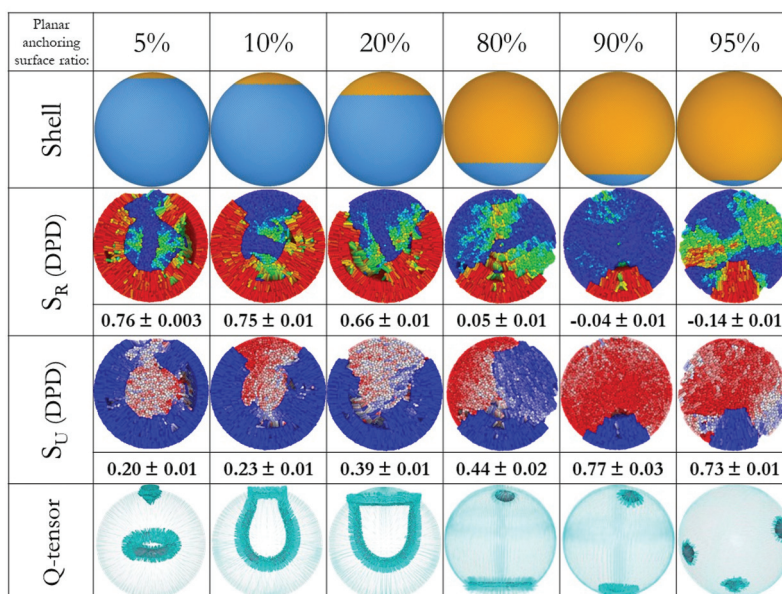 Planar
anchoring
surface ratio:
5%
10%
20%
80%
90%
95%
Shell
S_R (DPD)
0.76 ± 0.003
0.75 ± 0.01
0.66 ± 0.01
0.05 ± 0.01
-0.04 ± 0.01
-0.14 ± 0.01
S_U (DPD)
0.20 ± 0.01
0.23 ± 0.01
0.39 ± 0.01
0.44 ± 0.02
0.77 ± 0.03
0.73 ± 0.01
Q-tensor